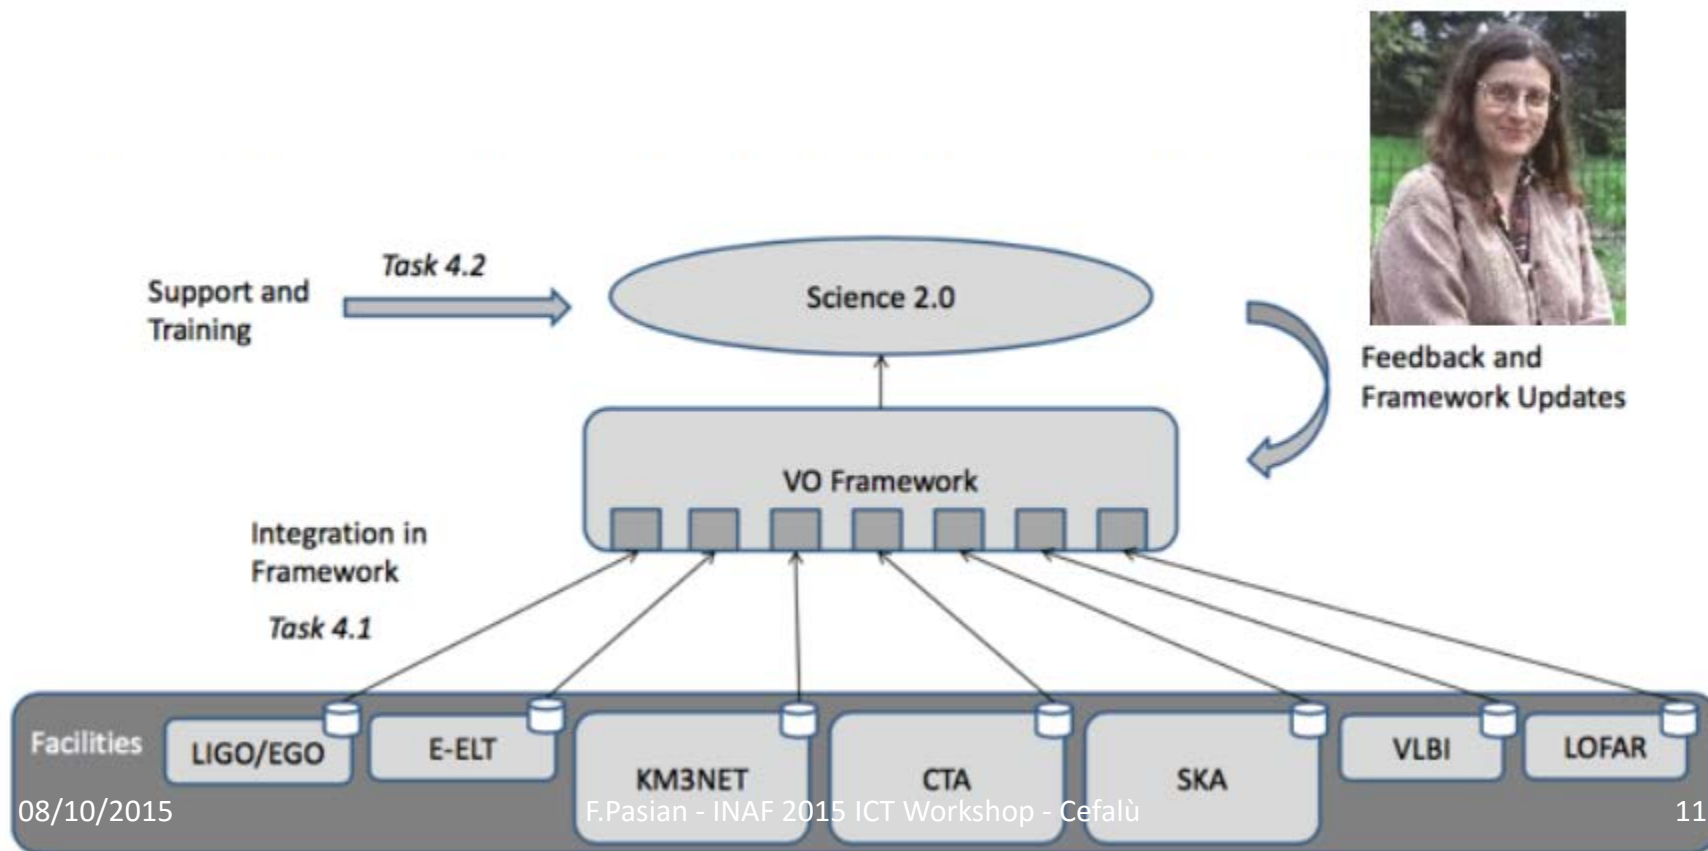 Task 4.2
Support and
Training
Science 2.0
Feedback and
Framework Updates
VO Framework
Integration in
Framework
Task 4.1
Facilities
LIGO/EGO
E-ELT
KM3NET
CTA
SKA
VLBI
LOFAR
08/10/2015
F.Pasian - INAF 2015 ICT Workshop - Cefalù
11